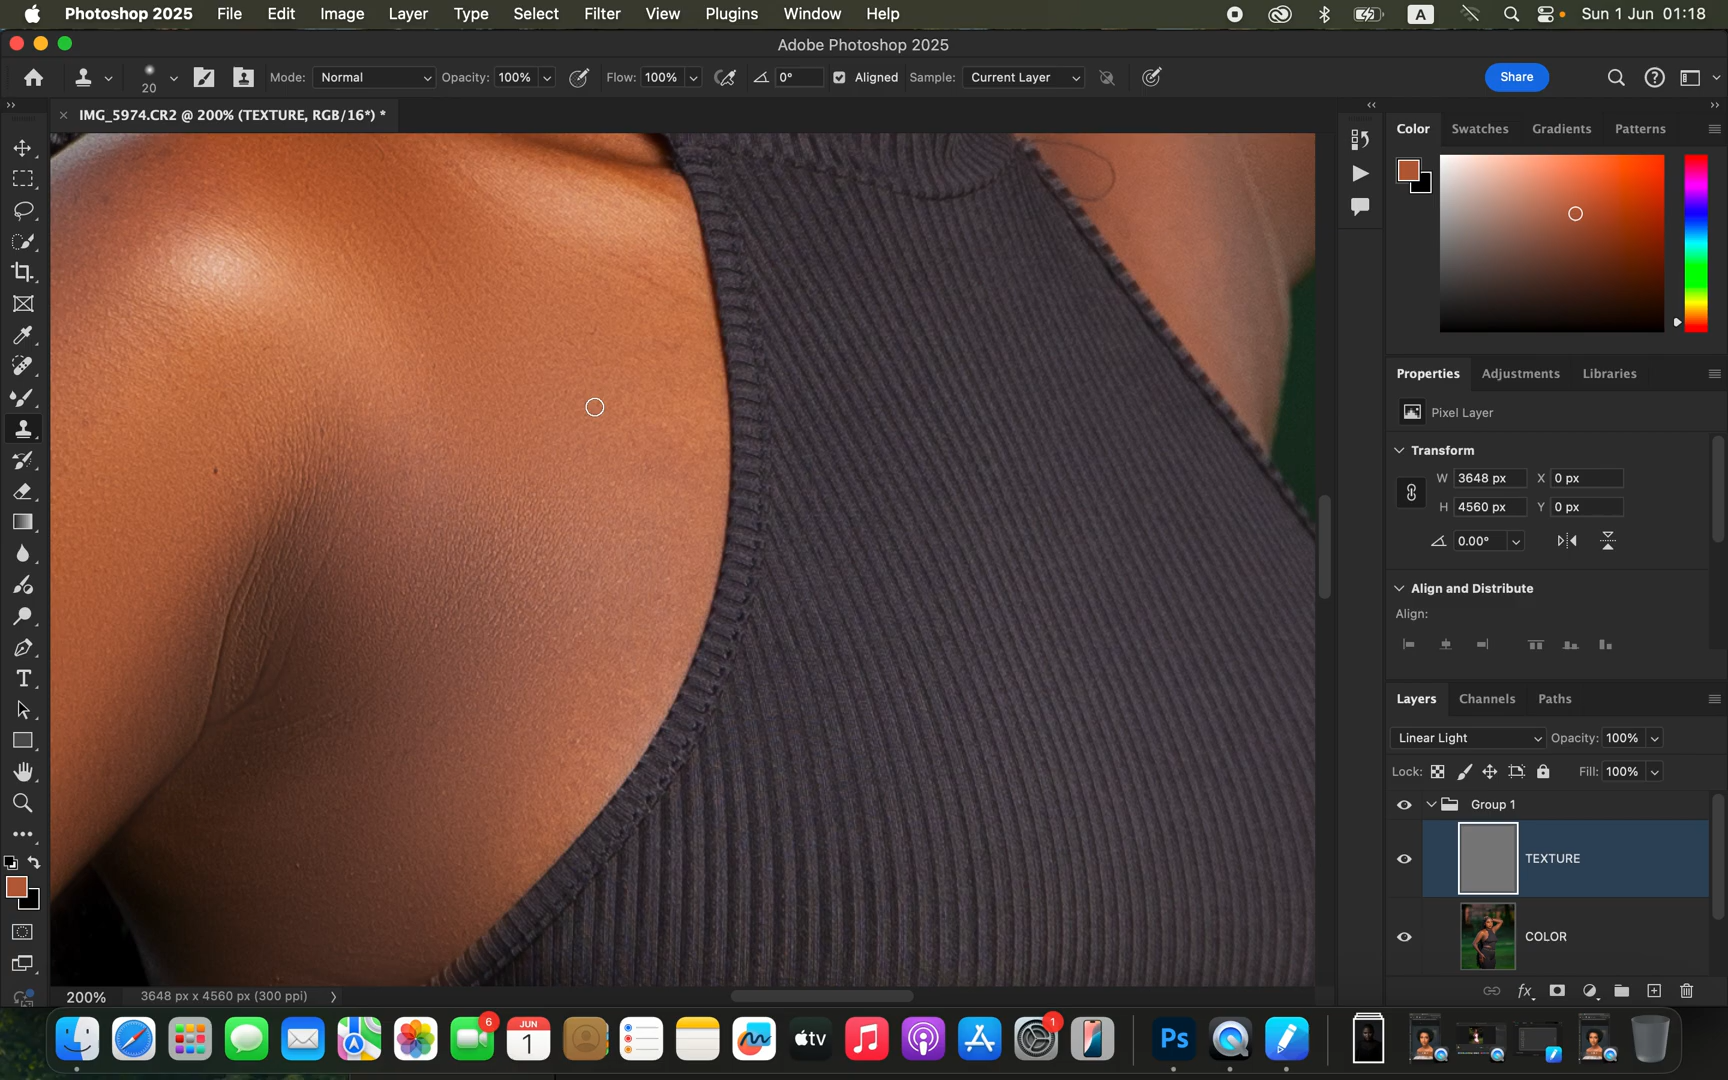 Photoshop 2025 File Edit Image Layer Type Select Filter View Plugins Window Help A Sun 1 Jun 01:18
Adobe Photoshop 2025
20 Mode: Normal Opacity: 100% Flow: 100% 0° Aligned Sample: Current Layer Share
IMG_5974.CR2 @ 200% (TEXTURE, RGB/16*) *
Color Swatches Gradients Patterns
Properties Adjustments Libraries
Pixel Layer
Transform
W 3648 px X 0 px
H 4560 px Y 0 px
0.00°
Align and Distribute
Align:
Layers Channels Paths
Linear Light Opacity: 100%
Lock: Fill: 100%
Group 1
TEXTURE
COLOR
T
200% 3648 px x 4560 px (300 ppi)
fx
6
JUN
1
tv
1
Ps